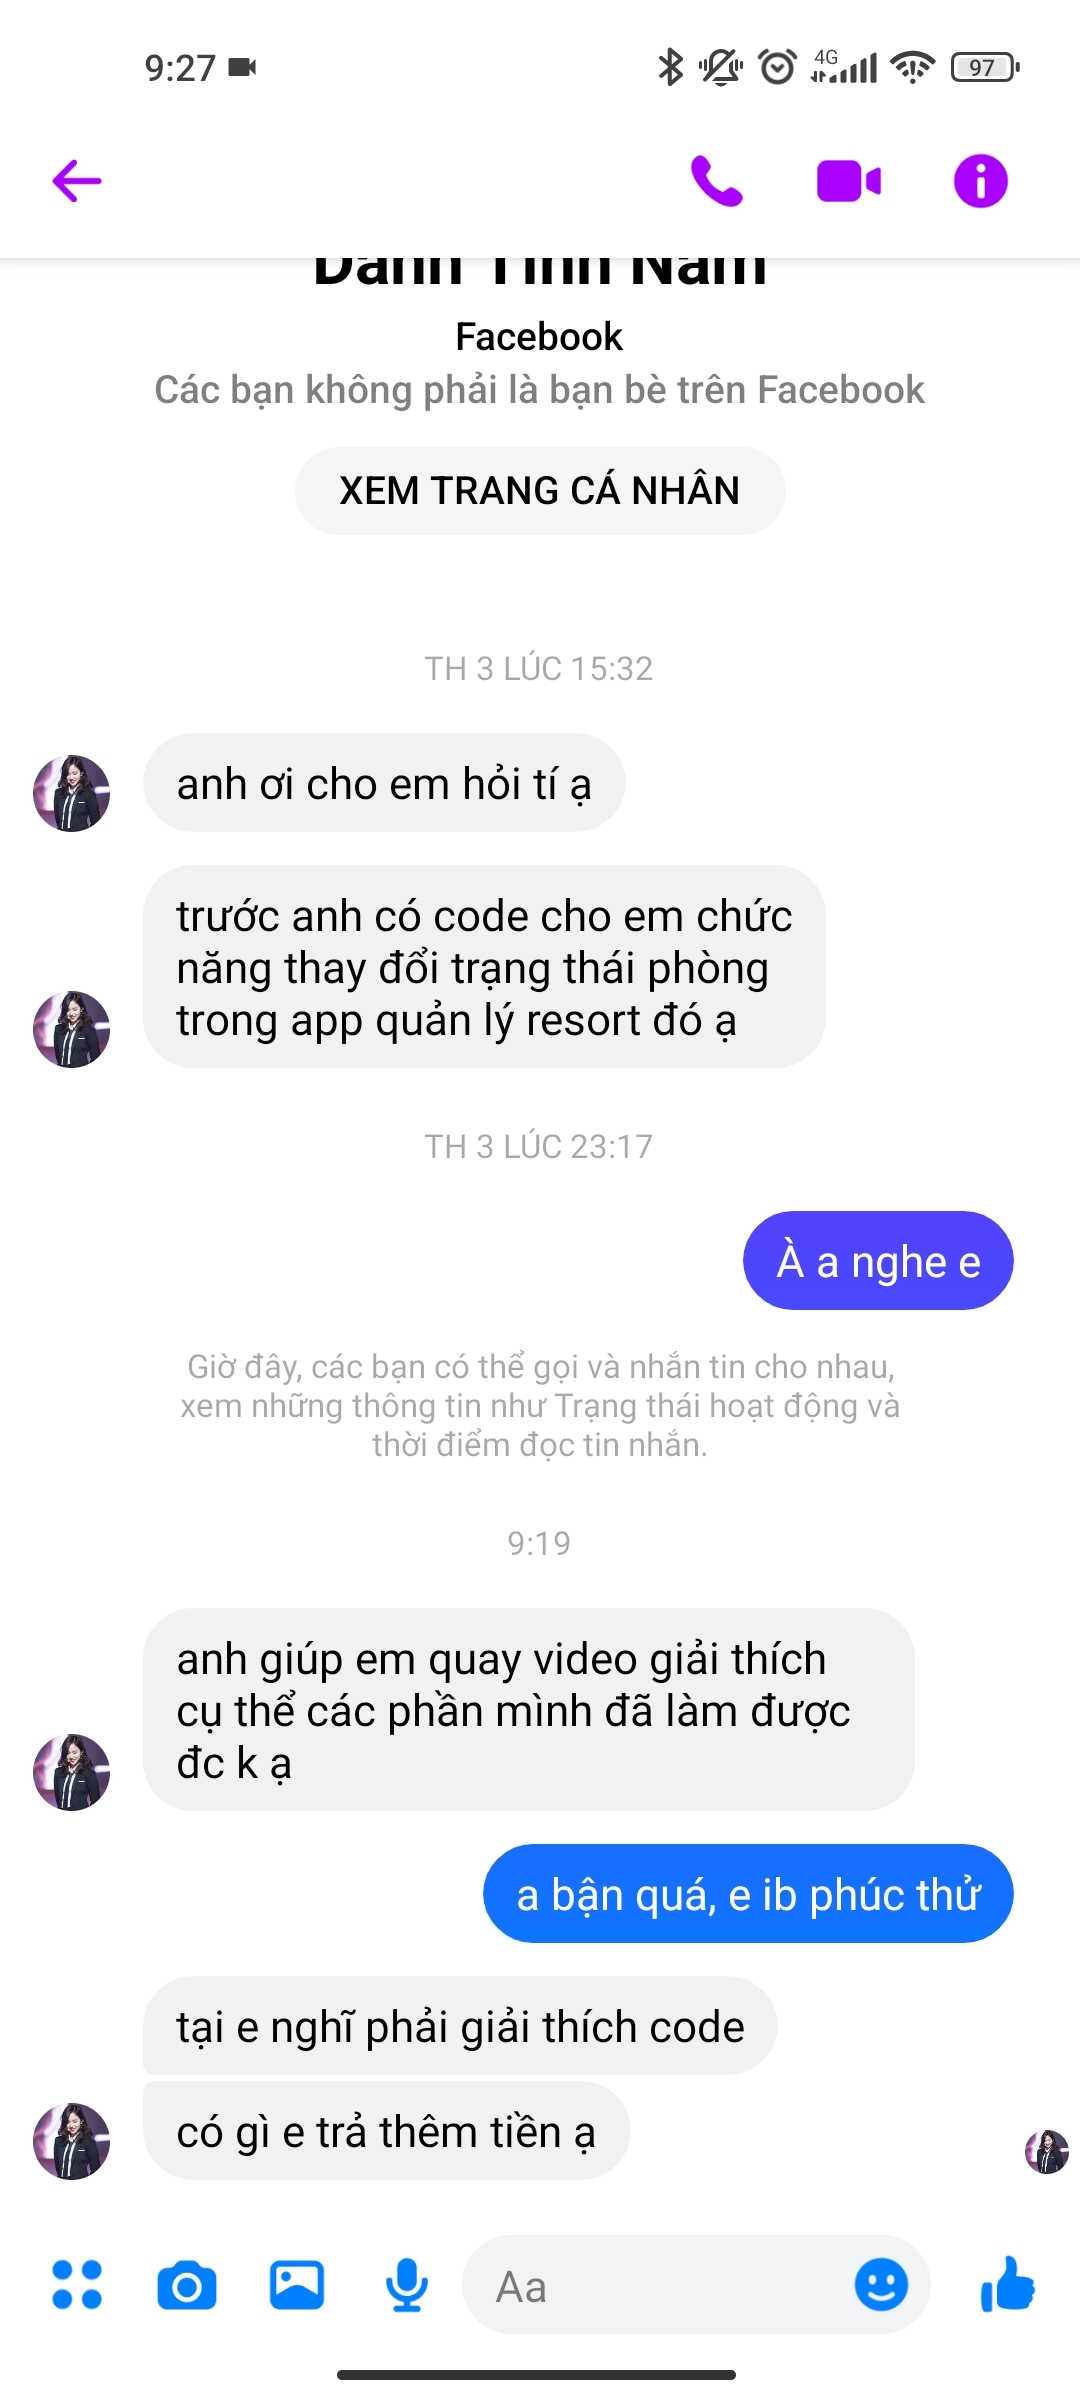 9:27
4G
97
Danh Tính Nam
Facebook
Các bạn không phải là bạn bè trên Facebook
XEM TRANG CÁ NHÂN
TH 3 LÚC 15:32
anh ơi cho em hỏi tí ạ
trước anh có code cho em chức
năng thay đổi trạng thái phòng
trong app quản lý resort đó ạ
TH 3 LÚC 23:17
À a nghe e
Giờ đây, các bạn có thể gọi và nhắn tin cho nhau,
xem những thông tin như Trạng thái hoạt động và
thời điểm đọc tin nhắn.
9:19
anh giúp em quay video giải thích
cụ thể các phần mình đã làm được
đc k ạ
a bận quá, e ib phúc thử
tại e nghĩ phải giải thích code
có gì e trả thêm tiền ạ
Aa